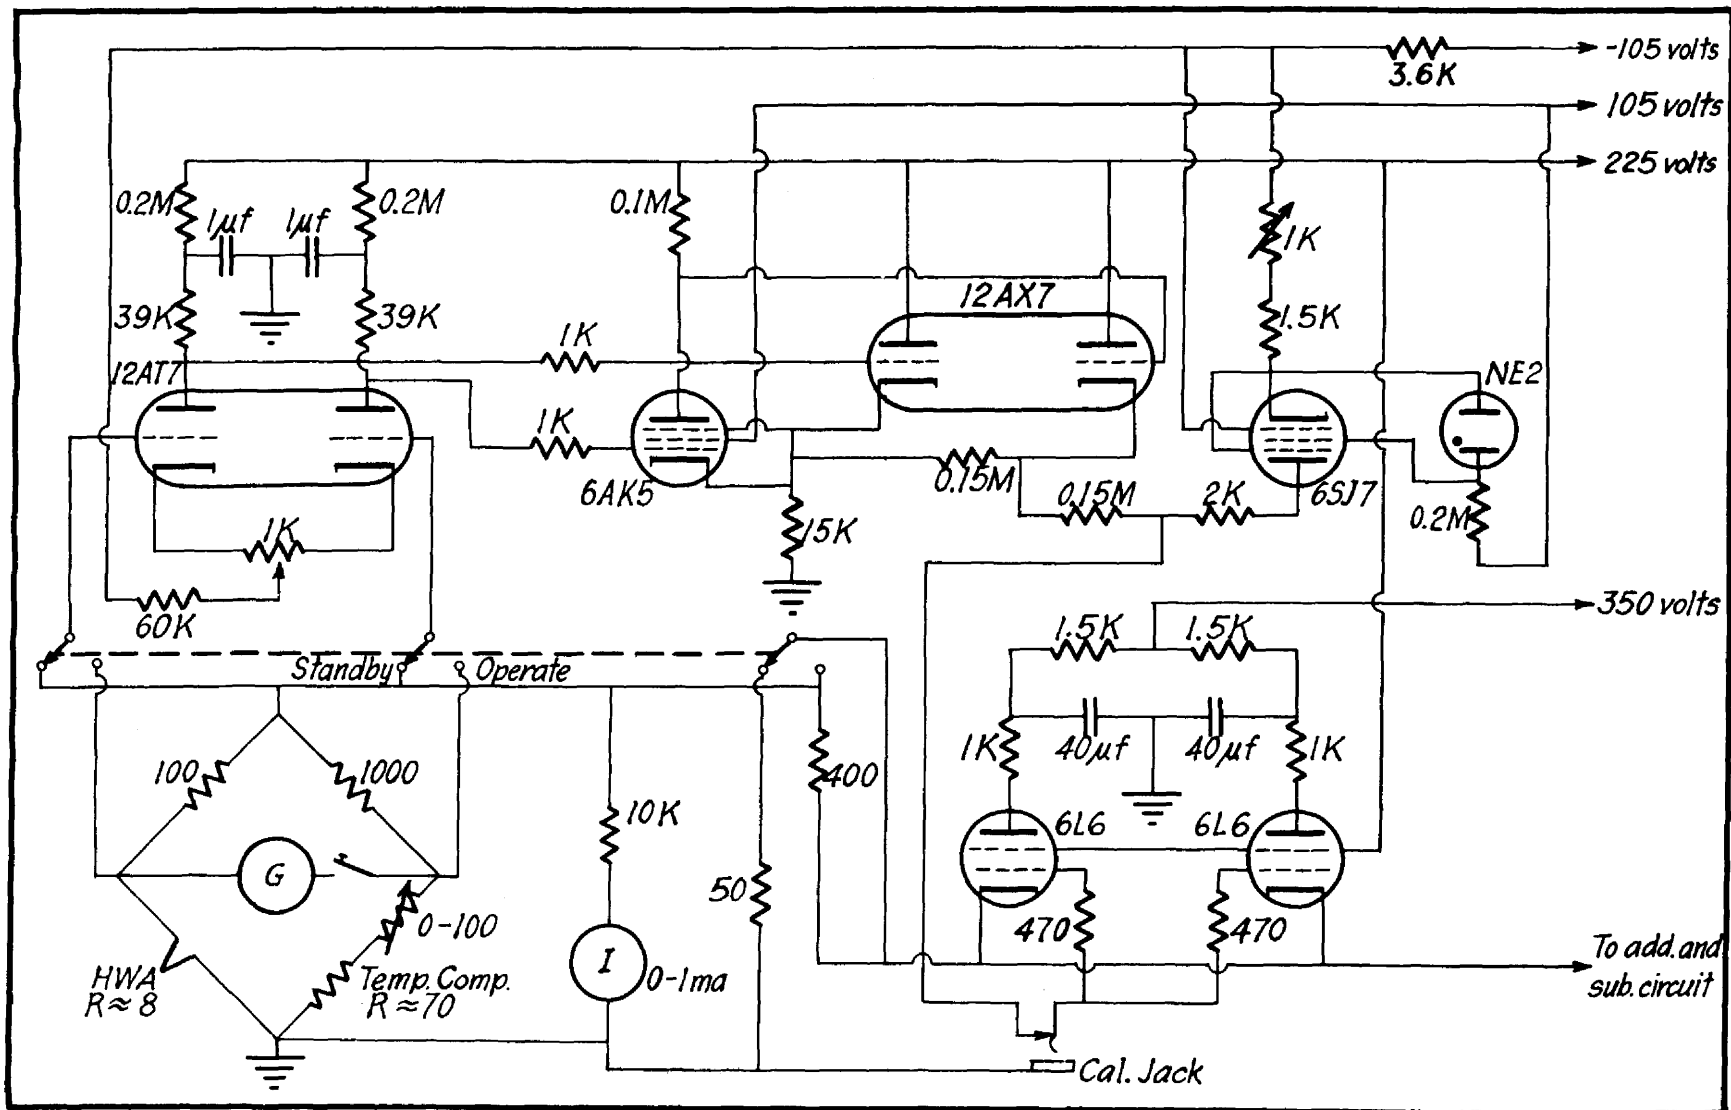 -105 volts
3.6K
105 volts
225 volts
0.2M
1µf
1µf
0.2M
0.1M
1K
12AX7
39K
39K
1K
1.5K
12AT7
NE2
1K
6AK5
0.15M
0.15M
2K
6SJ7
0.2M
1K
15K
60K
350 volts
1.5K
1.5K
Standby
Operate
100
1000
400
1K
40µf
40µf
1K
10K
6L6
6L6
G
50
0-100
470
470
HWA
R≈8
Temp. Comp.
R≈70
I
0-1ma
To add. and
sub. circuit
Cal. Jack